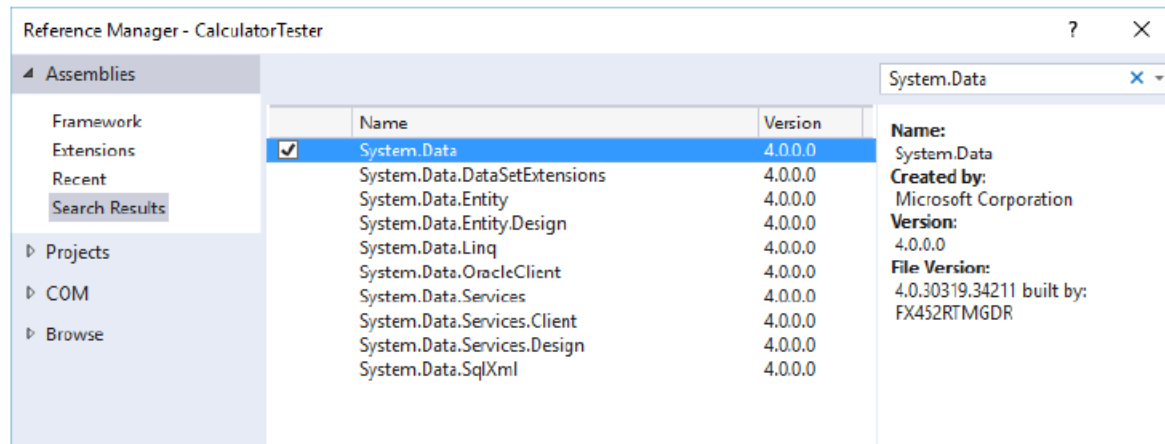 Reference Manager - CalculatorTester
?
Assemblies
System.Data
Framework
Extensions
Recent
Search Results
Projects
COM
Browse
Name Version
System.Data 4.0.0.0
System.Data.DataSetExtensions 4.0.0.0
System.Data.Entity 4.0.0.0
System.Data.Entity.Design 4.0.0.0
System.Data.Linq 4.0.0.0
System.Data.OracleClient 4.0.0.0
System.Data.Services 4.0.0.0
System.Data.Services.Client 4.0.0.0
System.Data.Services.Design 4.0.0.0
System.Data.SqlXml 4.0.0.0
Name:
System.Data
Created by:
Microsoft Corporation
Version:
4.0.0.0
File Version:
4.0.30319.34211 built by:
FX452RTMGDR